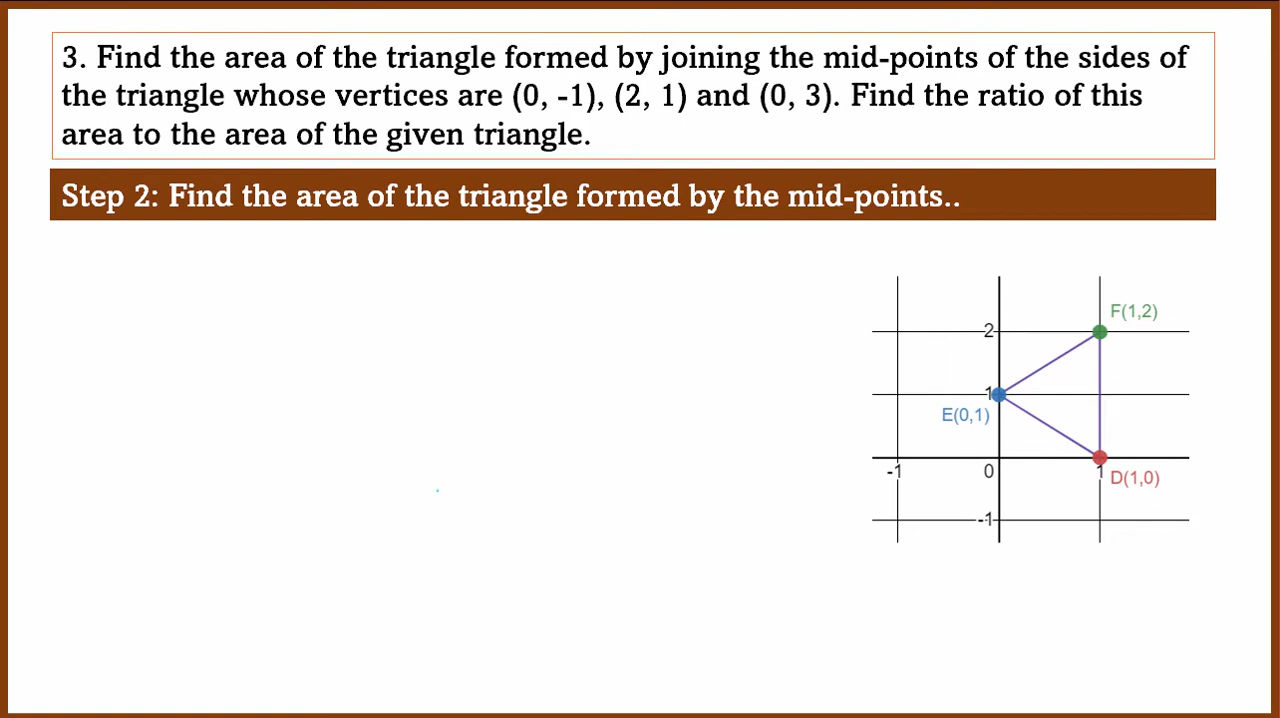 3. Find the area of the triangle formed by joining the mid-points of the sides of
the triangle whose vertices are (0, -1), (2, 1) and (0, 3). Find the ratio of this
area to the area of the given triangle.
Step 2: Find the area of the triangle formed by the mid-points..
F(1,2)
2
1
E(0,1)
-1
0
1
D(1,0)
-1